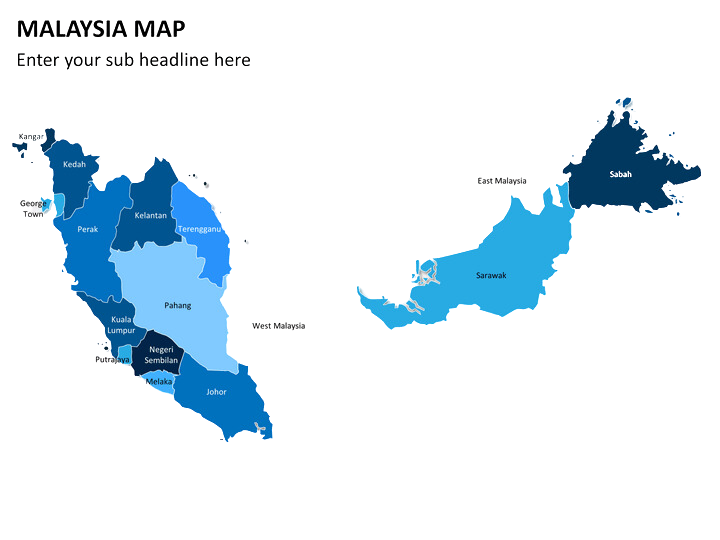 MALAYSIA MAP
Enter your sub headline here
Kangar
Kedah
George
Town
Perak
Kelantan
Terengganu
Pahang
Kuala
Lumpur
Putrajaya
Negeri
Sembilan
Melaka
Johor
West Malaysia
East Malaysia
Sabah
Sarawak